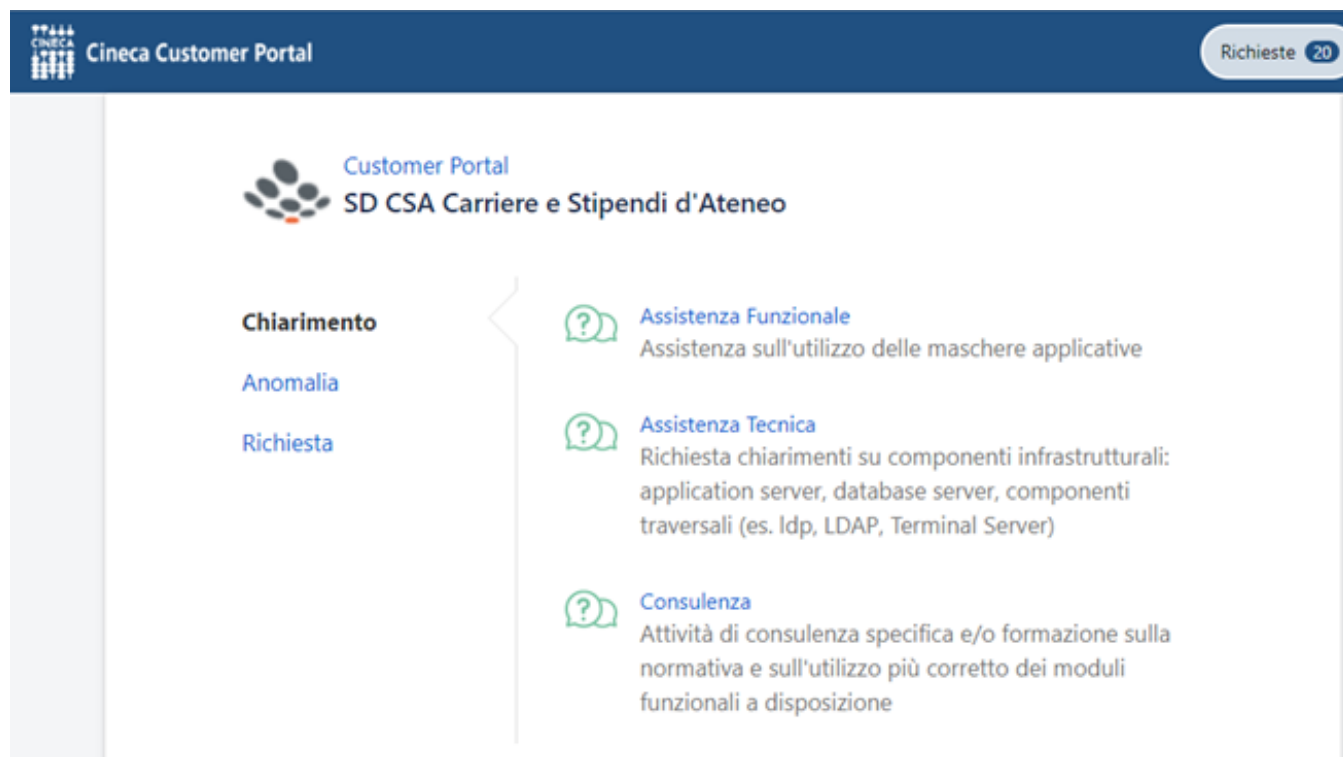 CINECA
Cineca Customer Portal
Richieste 20
Customer Portal
SD CSA Carriere e Stipendi d'Ateneo
Chiarimento
Anomalia
Richiesta
Assistenza Funzionale
Assistenza sull'utilizzo delle maschere applicative
Assistenza Tecnica
Richiesta chiarimenti su componenti infrastrutturali:
application server, database server, componenti
traversali (es. ldp, LDAP, Terminal Server)
Consulenza
Attività di consulenza specifica e/o formazione sulla
normativa e sull'utilizzo più corretto dei moduli
funzionali a disposizione